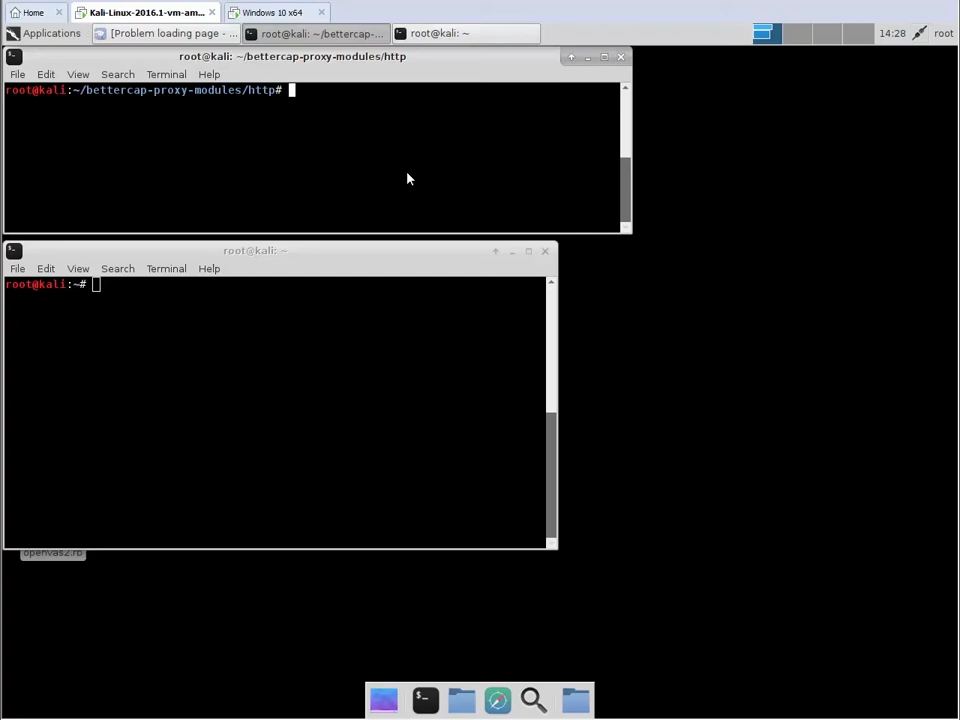 Home
Kali-Linux-2016.1-vm-am...
Windows 10 x64
Applications
[Problem loading page - ...
root@kali: ~/bettercap-...
root@kali: ~
14:28
root
root@kali: ~/bettercap-proxy-modules/http
File Edit View Search Terminal Help
root@kali:~/bettercap-proxy-modules/http#
root@kali: ~
File Edit View Search Terminal Help
root@kali:~#
openvas2.rb